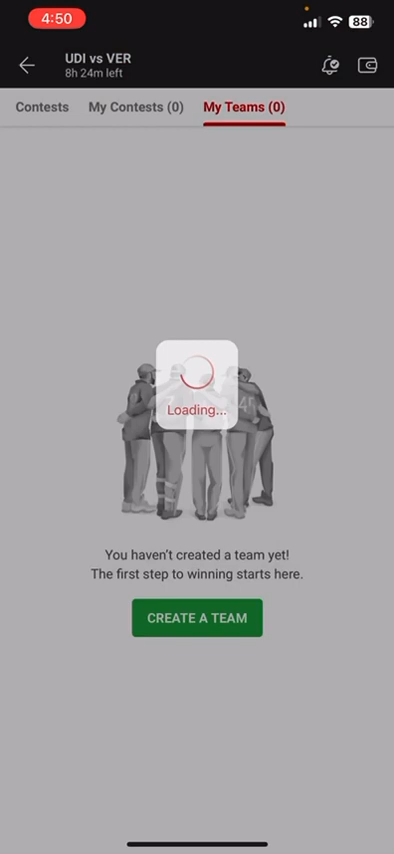 4:50
88
UDI vs VER
8h 24m left
Contests
My Contests (0)
My Teams (0)
Loading...
You haven't created a team yet!
The first step to winning starts here.
CREATE A TEAM